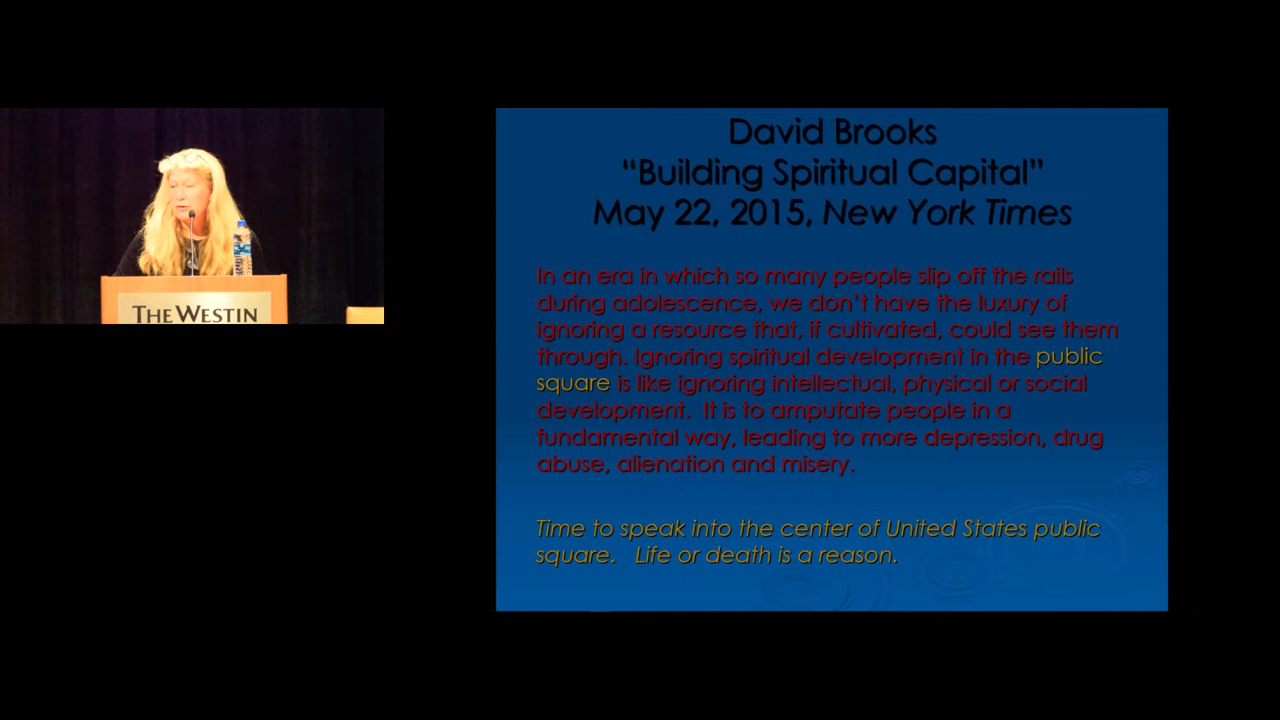 David Brooks
“Building Spiritual Capital”
May 22, 2015, New York Times
In an era in which so many people slip off the rails
during adolescence, we don’t have the luxury of
ignoring a resource that, if cultivated, could see them
through. Ignoring spiritual development in the public
square is like ignoring intellectual, physical or social
development.  It is to amputate people in a
fundamental way, leading to more depression, drug
abuse, alienation and misery.
Time to speak into the center of United States public
square.   Life or death is a reason.
THE WESTIN